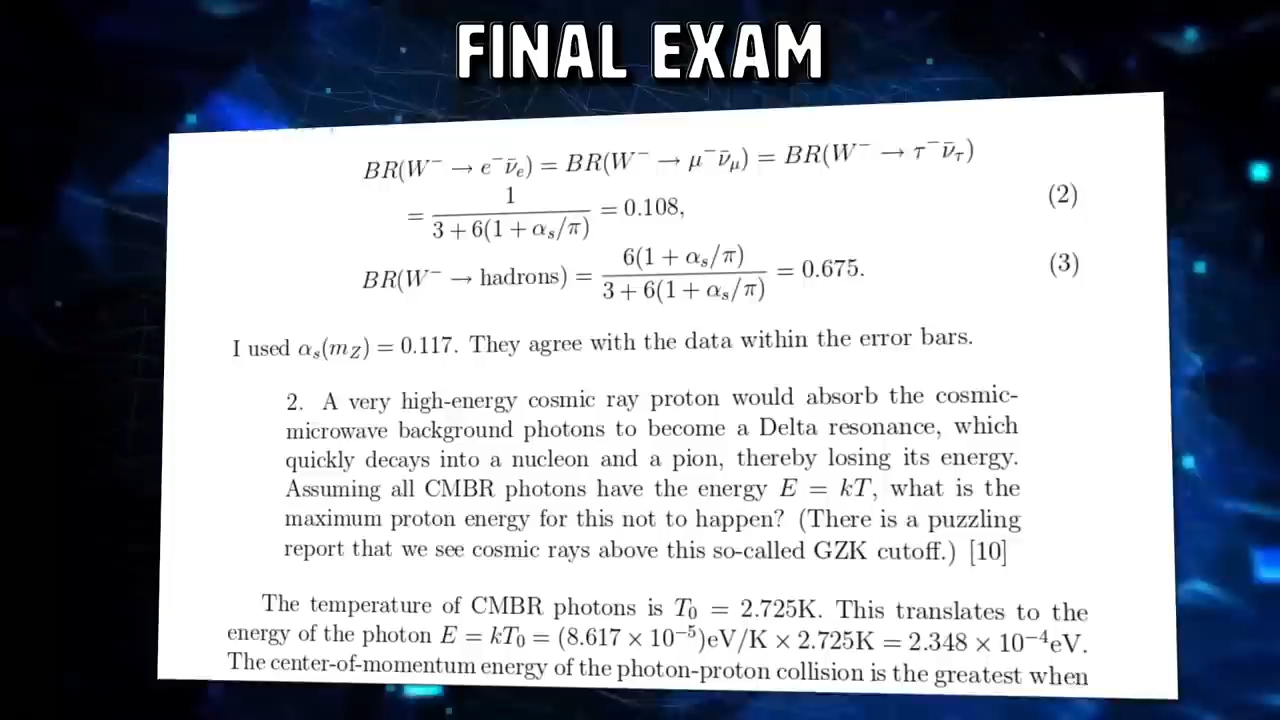 FINAL EXAM
BR(W⁻ → e⁻ν̄ₑ) = BR(W⁻ → μ⁻ν̄_μ) = BR(W⁻ → τ⁻ν̄_τ)
= 1 / (3 + 6(1 + αₛ/π)) = 0.108, (2)
BR(W⁻ → hadrons) = 6(1 + αₛ/π) / (3 + 6(1 + αₛ/π)) = 0.675. (3)
I used αₛ(m_Z) = 0.117. They agree with the data within the error bars.
2. A very high-energy cosmic ray proton would absorb the cosmic-
microwave background photons to become a Delta resonance, which
quickly decays into a nucleon and a pion, thereby losing its energy.
Assuming all CMBR photons have the energy E = kT, what is the
maximum proton energy for this not to happen? (There is a puzzling
report that we see cosmic rays above this so-called GZK cutoff.) [10]
The temperature of CMBR photons is T₀ = 2.725K. This translates to the
energy of the photon E = kT₀ = (8.617 × 10⁻⁵)eV/K × 2.725K = 2.348 × 10⁻⁴eV.
The center-of-momentum energy of the photon-proton collision is the greatest when